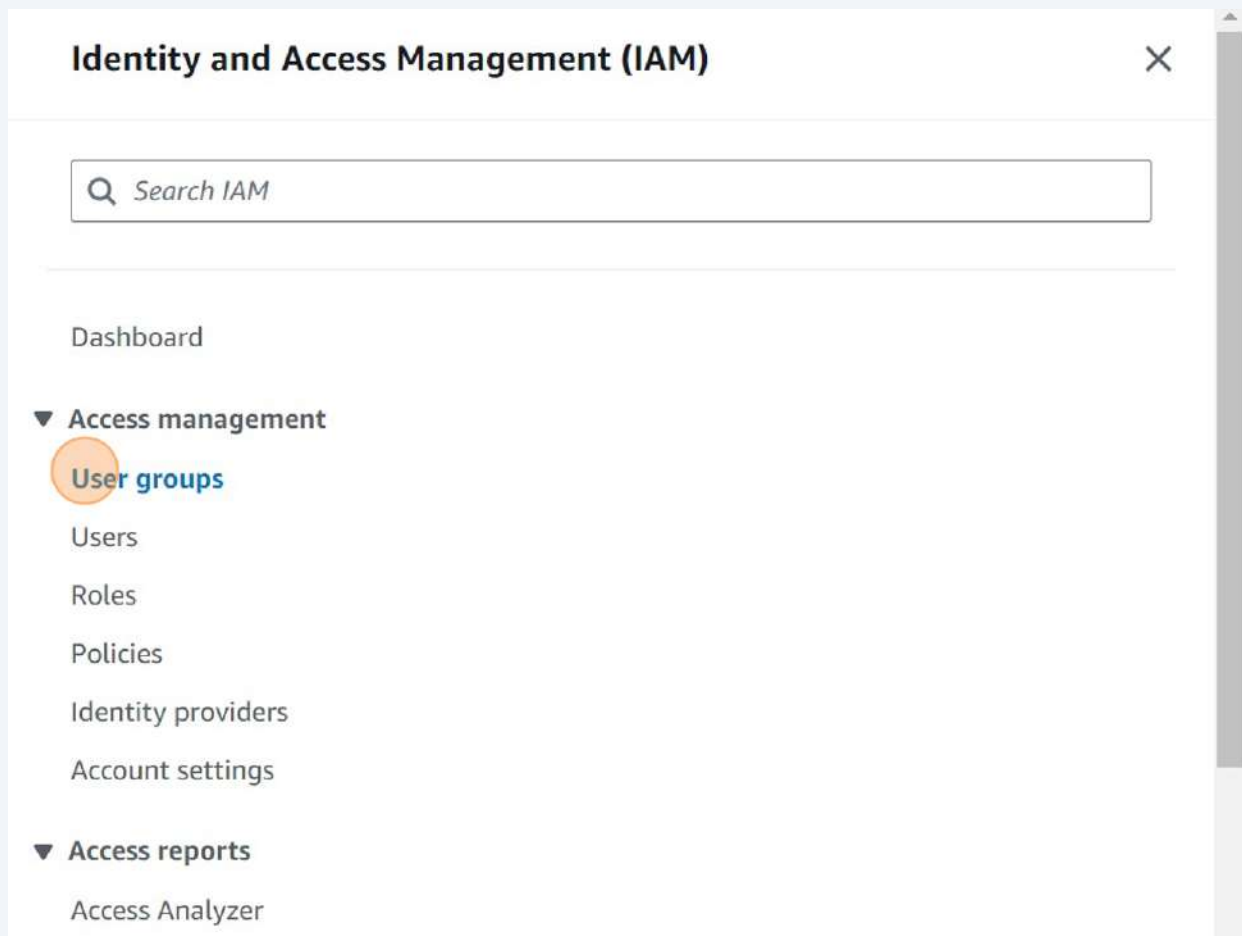 Identity and Access Management (IAM)
Search IAM
Dashboard
Access management
User groups
Users
Roles
Policies
Identity providers
Account settings
Access reports
Access Analyzer